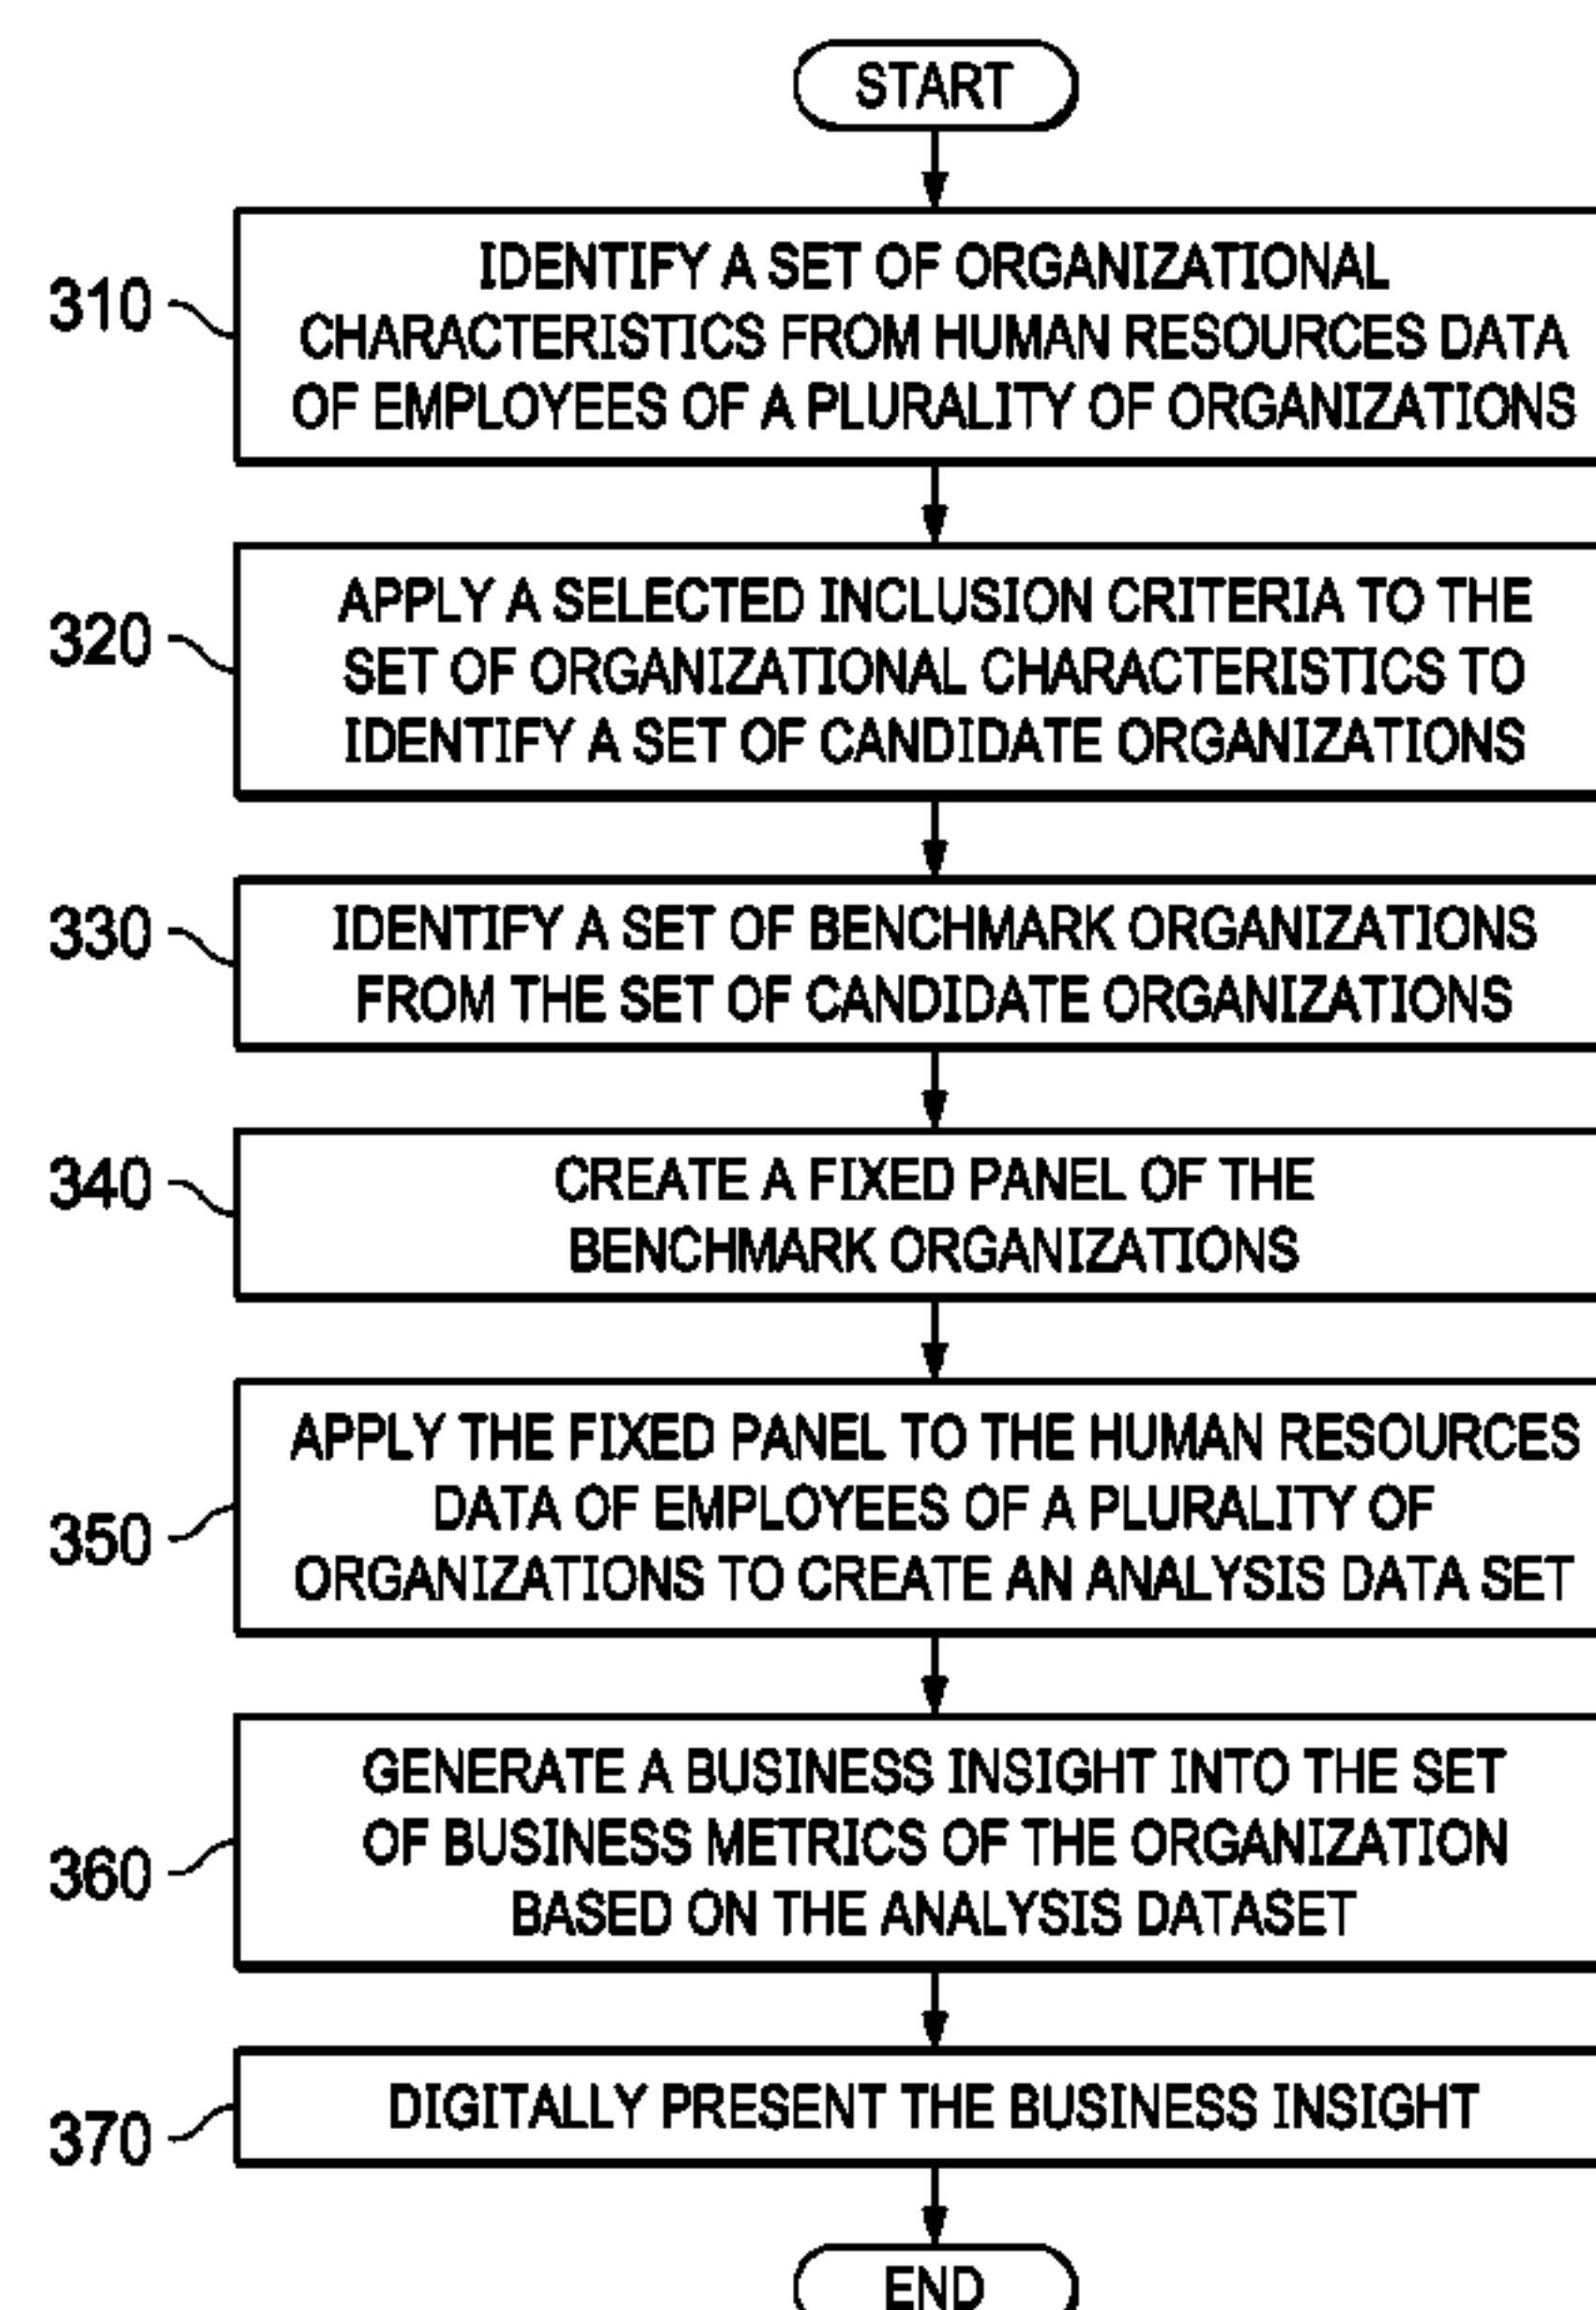 START
310
IDENTIFY A SET OF ORGANIZATIONAL
CHARACTERISTICS FROM HUMAN RESOURCES DATA
OF EMPLOYEES OF A PLURALITY OF ORGANIZATIONS
320
APPLY A SELECTED INCLUSION CRITERIA TO THE
SET OF ORGANIZATIONAL CHARACTERISTICS TO
IDENTIFY A SET OF CANDIDATE ORGANIZATIONS
330
IDENTIFY A SET OF BENCHMARK ORGANIZATIONS
FROM THE SET OF CANDIDATE ORGANIZATIONS
340
CREATE A FIXED PANEL OF THE
BENCHMARK ORGANIZATIONS
350
APPLY THE FIXED PANEL TO THE HUMAN RESOURCES
DATA OF EMPLOYEES OF A PLURALITY OF
ORGANIZATIONS TO CREATE AN ANALYSIS DATA SET
360
GENERATE A BUSINESS INSIGHT INTO THE SET
OF BUSINESS METRICS OF THE ORGANIZATION
BASED ON THE ANALYSIS DATASET
370
DIGITALLY PRESENT THE BUSINESS INSIGHT
END